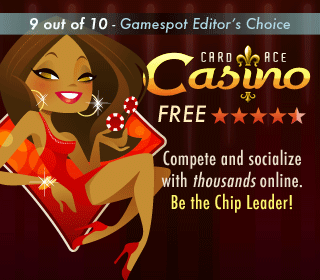 9 out of 10 - Gamespot Editor's Choice
CARD ACE
Casino
FREE
Compete and socialize
with thousands online.
Be the Chip Leader!